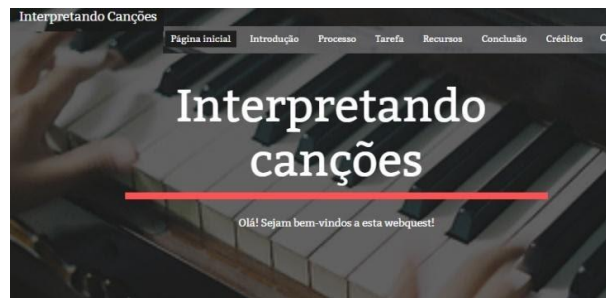 Interpretando Canções
Página inicial Introdução Processo Tarefa Recursos Conclusão Créditos
Interpretando
canções
Olá! Sejam bem-vindos a esta webquest!